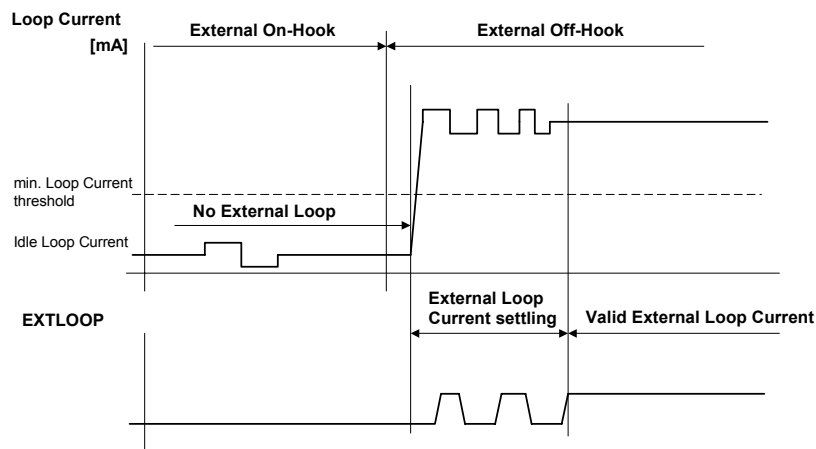 Loop Current
[mA]
External On-Hook
External Off-Hook
min. Loop Current
threshold
No External Loop
Idle Loop Current
External Loop
Current settling
EXTLOOP
Valid External Loop Current